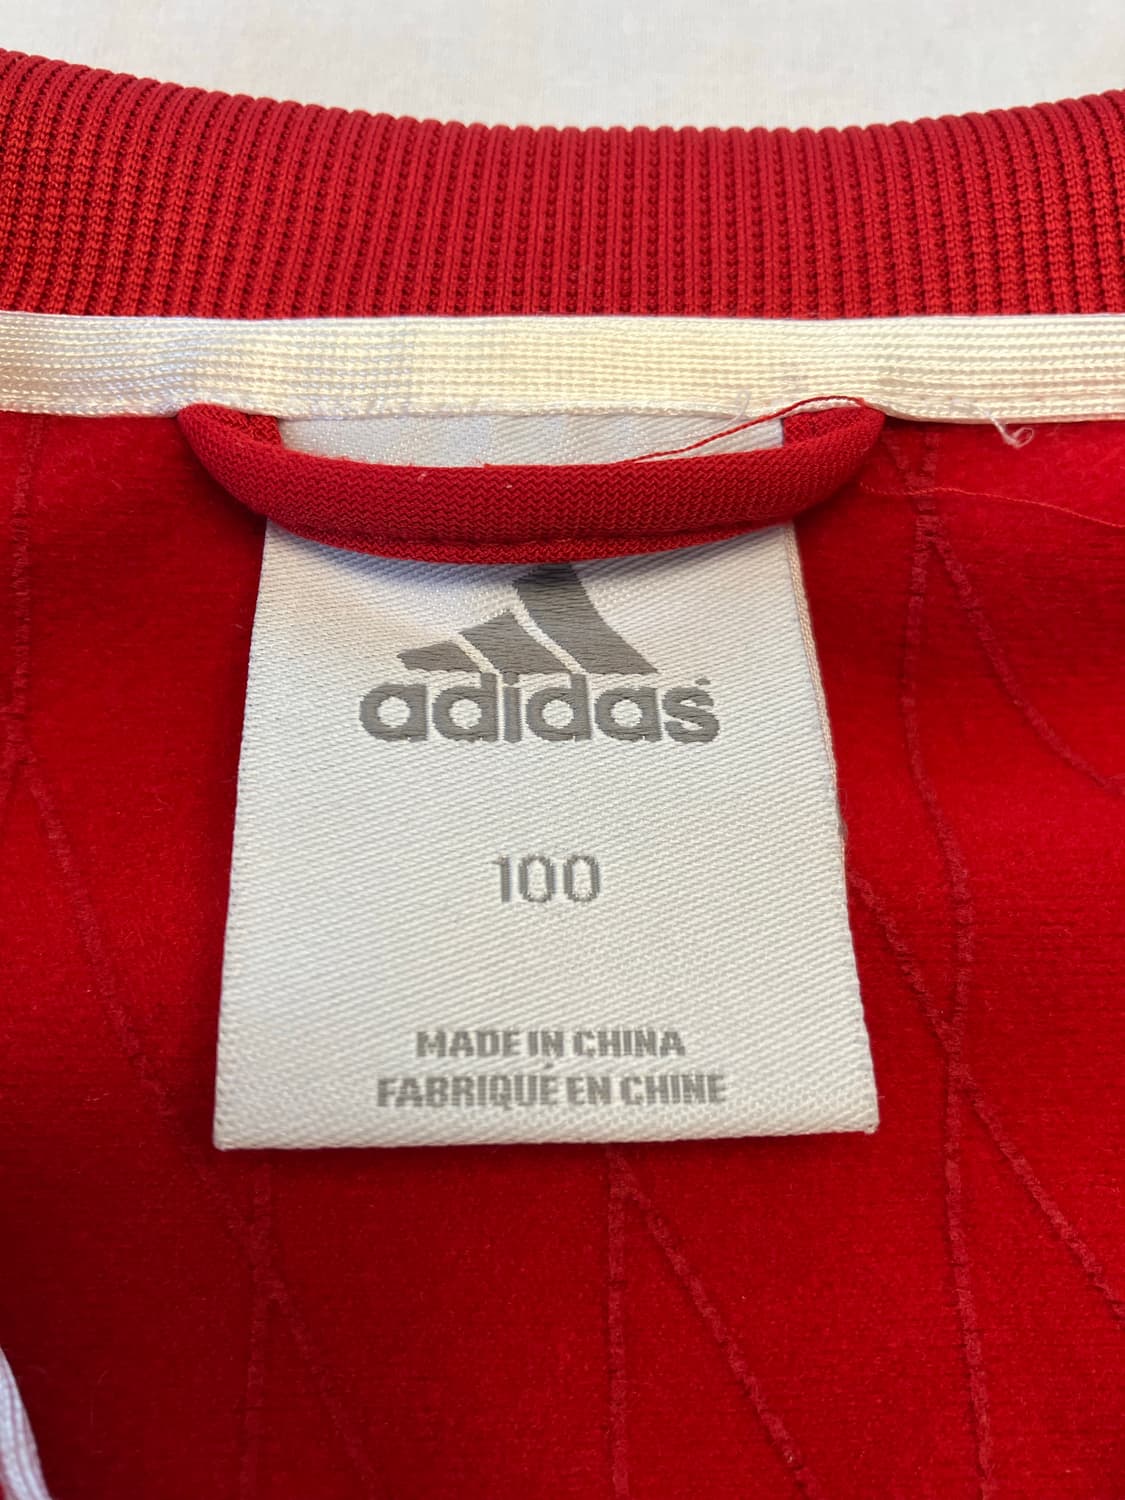 adidas
100
MADE IN CHINA
FABRIQUÉ EN CHINE